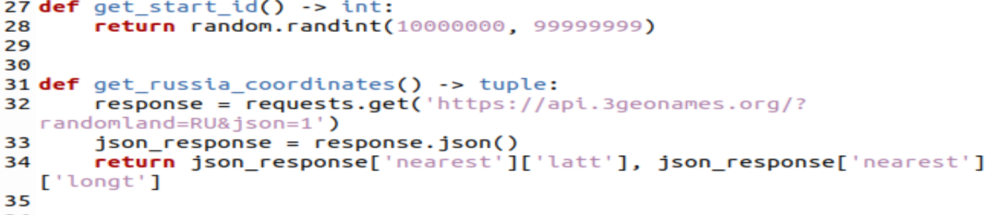 27 def get_start_id() -> int:
28     return random.randint(10000000, 99999999)
29
30
31 def get_russia_coordinates() -> tuple:
32     response = requests.get('https://api.3geonames.org/?
randomland=RU&json=1')
33     json_response = response.json()
34     return json_response['nearest']['latt'], json_response['nearest']
['longt']
35